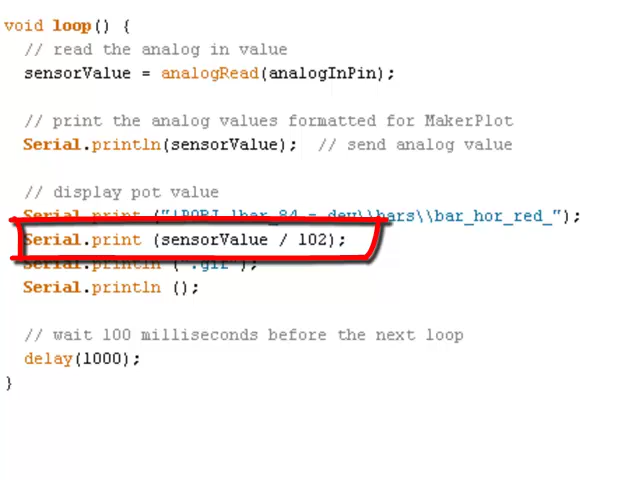 void loop() {
// read the analog in value
sensorValue = analogRead(analogInPin);
// print the analog values formatted for MakerPlot
Serial.println(sensorValue);  // send analog value
// display pot value
Serial.print ("!POBJ bar_84 = dev\\bars\\bar_hor_red_");
Serial.print (sensorValue / 102);
Serial.println (".gif");
Serial.println ();
// wait 100 milliseconds before the next loop
delay(1000);
}